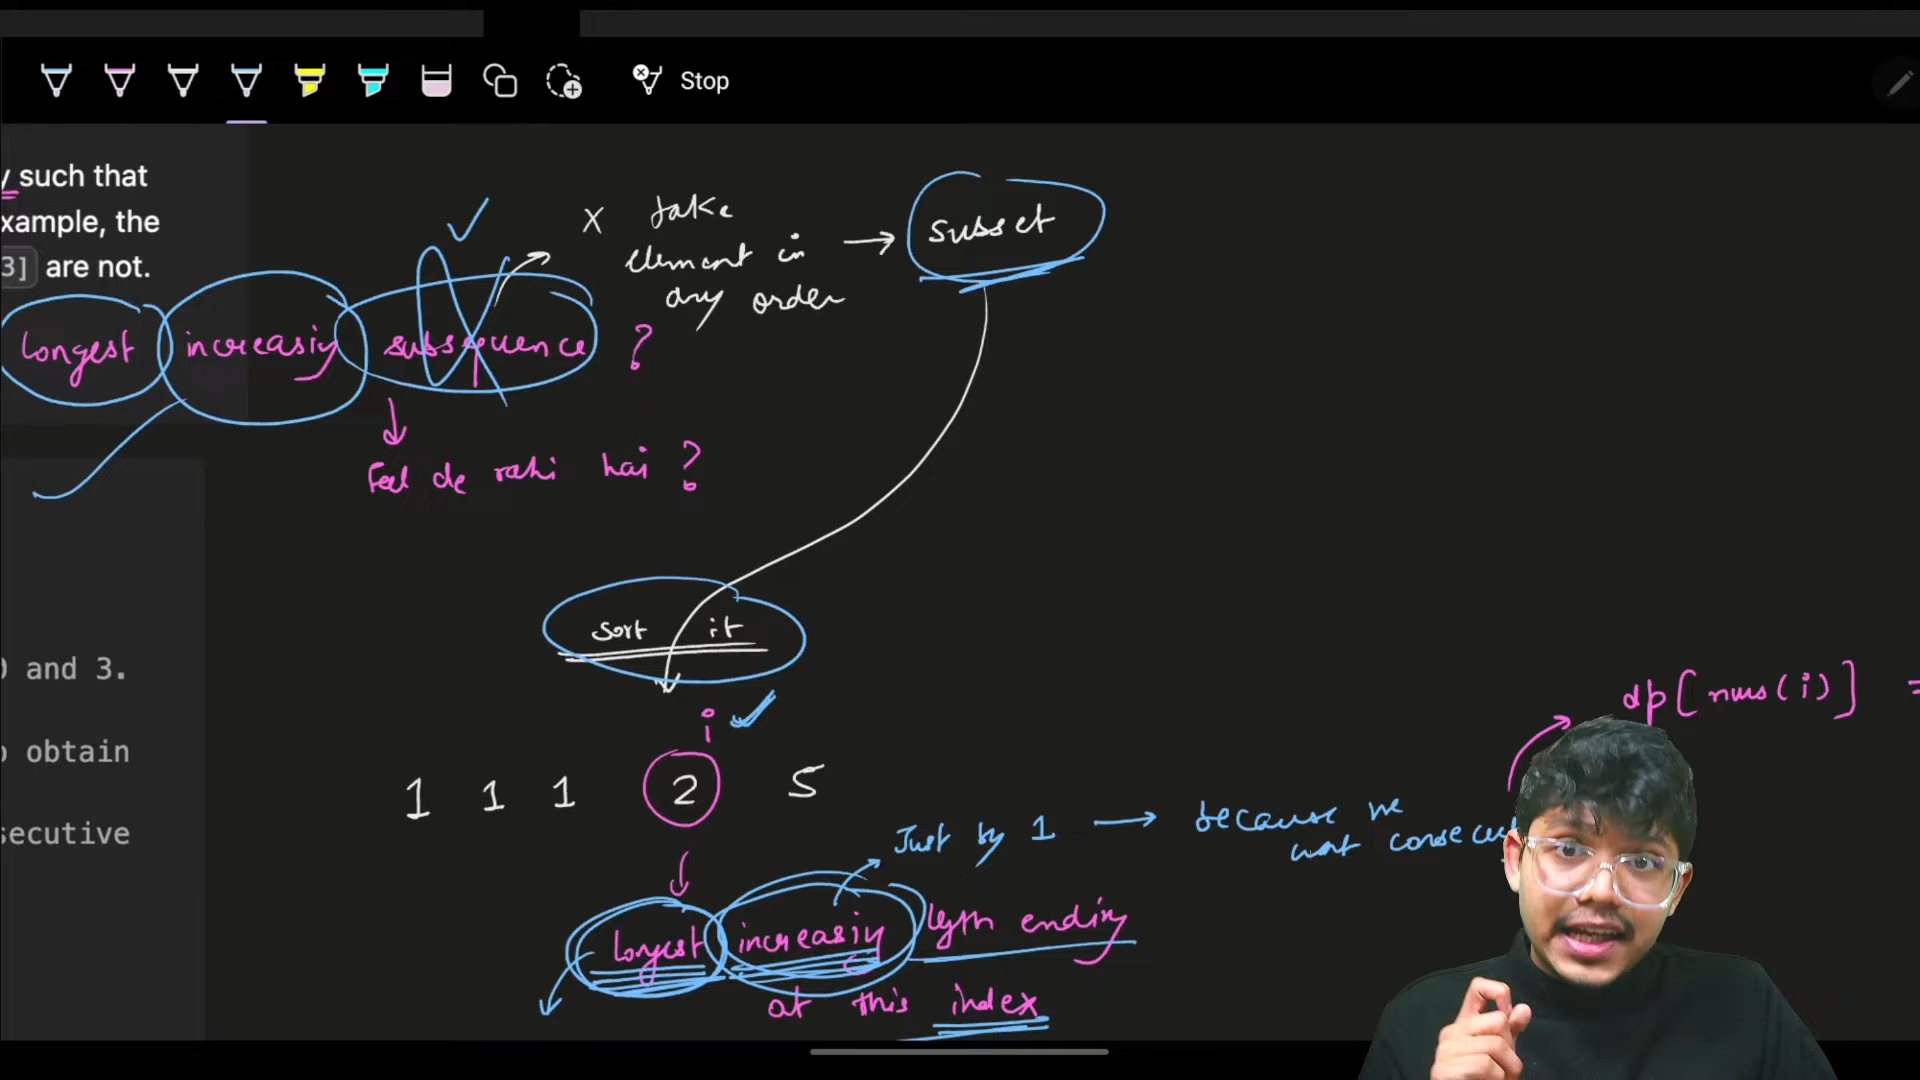 Stop
y such that
xample, the
3] are not.
X take
element in
any order
→ subset
longest increasing subsequence ?
↓
Feel de rahi hai ?
sort it
) and 3.
o obtain
secutive
i
1 1 1 2 5
dp[nums(i)] =
Just by 1 → because we
want consecu
longest increasing length ending
at this index